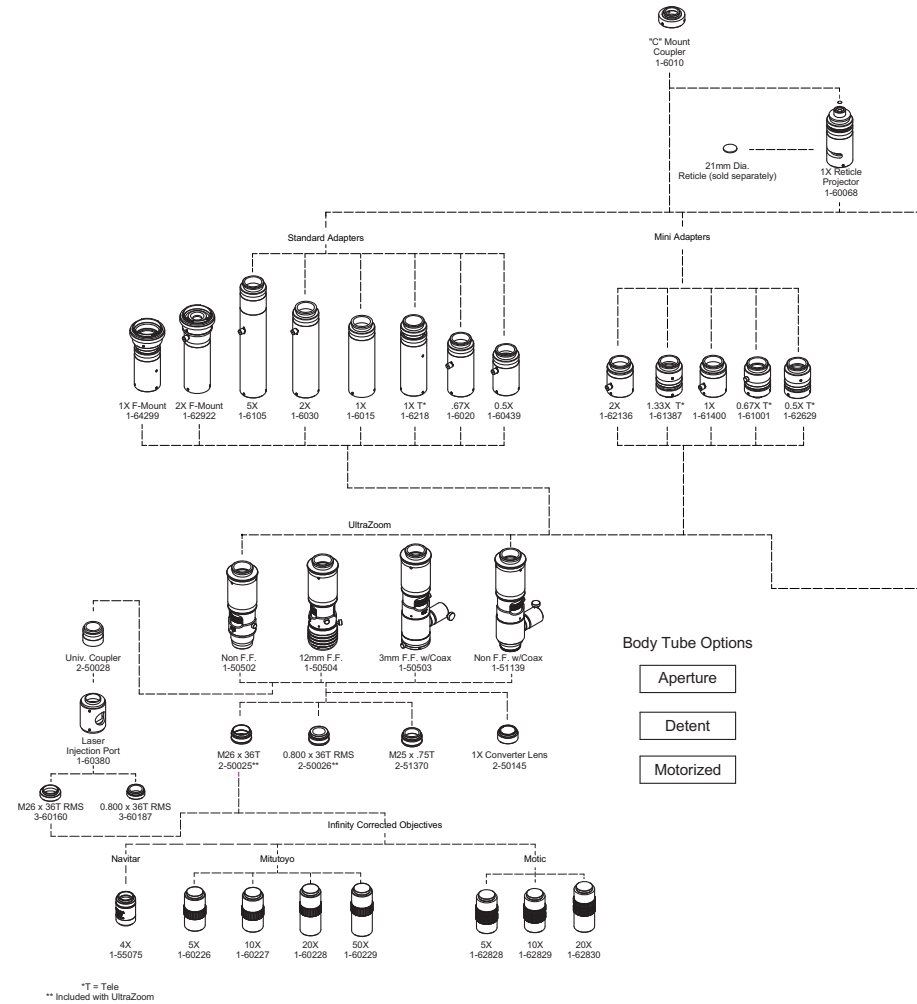 "C" Mount
Coupler
1-6010
21mm Dia.
Reticle (sold separately)
1X Reticle
Projector
1-60068
Standard Adapters
Mini Adapters
1X F-Mount
1-64299
2X F-Mount
1-62922
5X
1-6105
2X
1-6030
1X
1-6015
1X T*
1-6218
.67X
1-6020
0.5X
1-60439
2X
1-62136
1.33X T*
1-61387
1X
1-61400
0.67X T*
1-61001
0.5X T*
1-62629
UltraZoom
Univ. Coupler
2-50028
Non F.F.
1-50502
12mm F.F.
1-50504
3mm F.F. w/Coax
1-50503
Non F.F. w/Coax
1-51139
Body Tube Options
Aperture
Detent
Motorized
Laser
Injection Port
1-60380
M26 x 36T
2-50025**
0.800 x 36T RMS
2-50026**
M25 x .75T
2-51370
1X Converter Lens
2-50145
M26 x 36T RMS
3-60160
0.800 x 36T RMS
3-60187
Infinity Corrected Objectives
Navitar
Mitutoyo
Motic
4X
1-55075
5X
1-60226
10X
1-60227
20X
1-60228
50X
1-60229
5X
1-62828
10X
1-62829
20X
1-62830
*T = Tele
** Included with UltraZoom